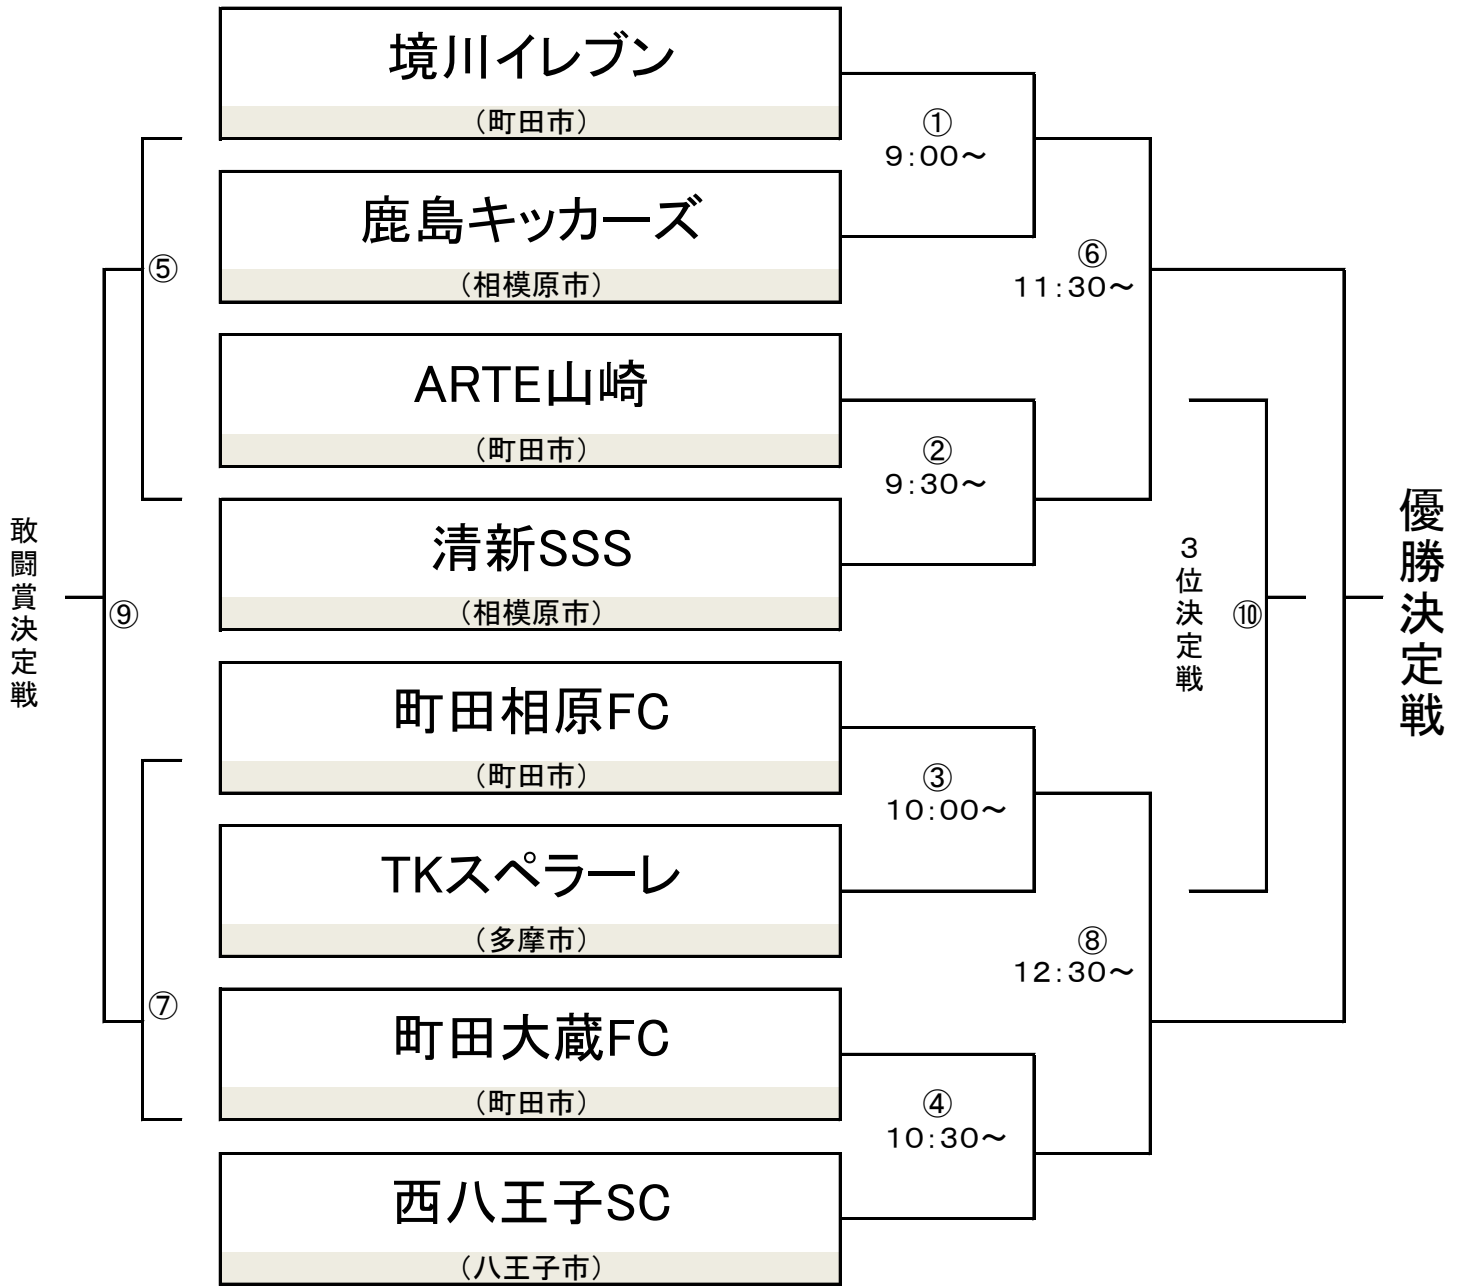 境川イレブン
（町田市）
①
９：００～
鹿島キッカーズ
（相模原市）
⑤
⑥
１１：３０～
ARTE山崎
（町田市）
②
９：３０～
清新SSS
（相模原市）
敢闘賞決定戦
⑨
３位決定戦
⑩
優勝決定戦
町田相原FC
（町田市）
③
１０：００～
TKスペラーレ
（多摩市）
⑦
⑧
１２：３０～
町田大蔵FC
（町田市）
④
１０：３０～
西八王子SC
（八王子市）